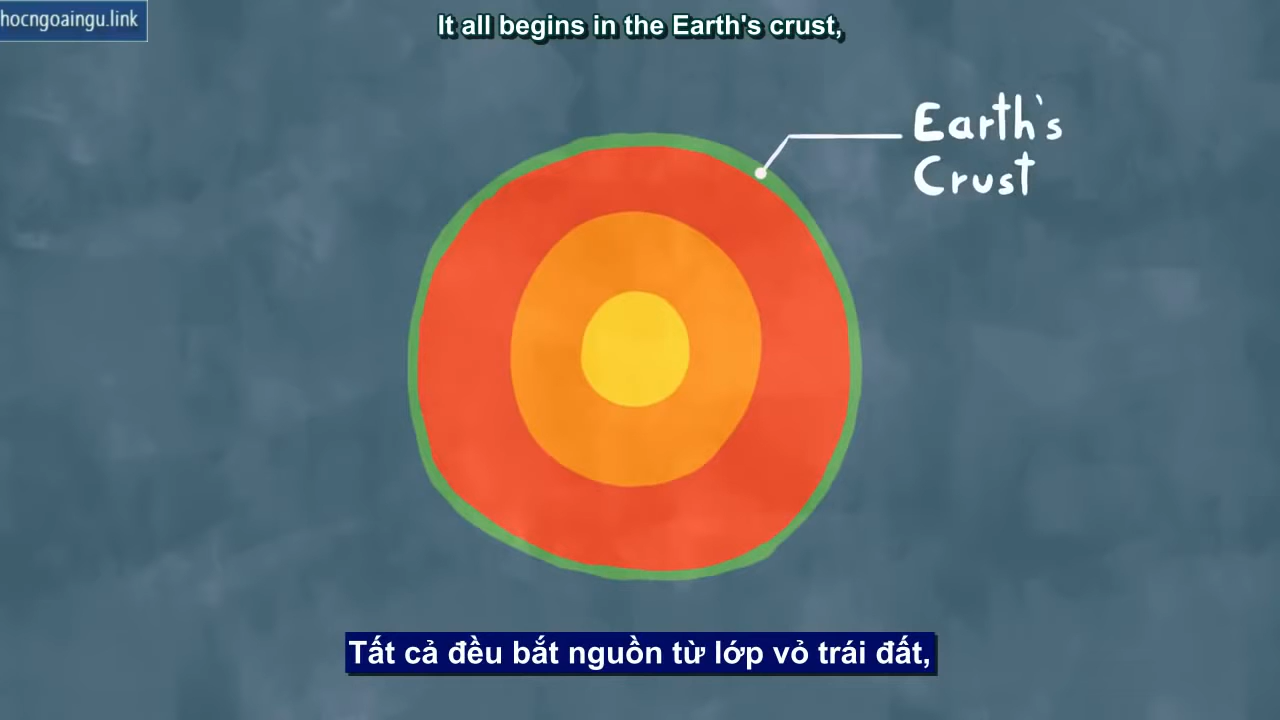 hocngoaingu.link
It all begins in the Earth's crust,
Earth's
Crust
Tất cả đều bắt nguồn từ lớp vỏ trái đất,